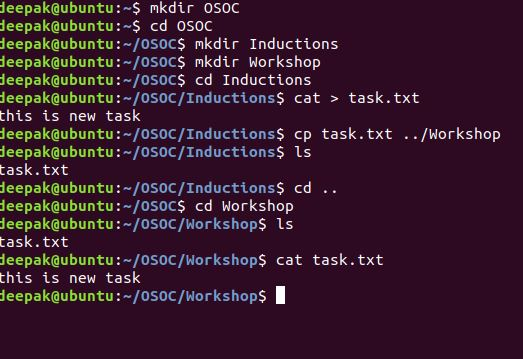 deepak@ubuntu:~$ mkdir OSOC
deepak@ubuntu:~$ cd OSOC
deepak@ubuntu:~/OSOC$ mkdir Inductions
deepak@ubuntu:~/OSOC$ mkdir Workshop
deepak@ubuntu:~/OSOC$ cd Inductions
deepak@ubuntu:~/OSOC/Inductions$ cat > task.txt
this is new task
deepak@ubuntu:~/OSOC/Inductions$ cp task.txt ../Workshop
deepak@ubuntu:~/OSOC/Inductions$ ls
task.txt
deepak@ubuntu:~/OSOC/Inductions$ cd ..
deepak@ubuntu:~/OSOC$ cd Workshop
deepak@ubuntu:~/OSOC/Workshop$ ls
task.txt
deepak@ubuntu:~/OSOC/Workshop$ cat task.txt
this is new task
deepak@ubuntu:~/OSOC/Workshop$